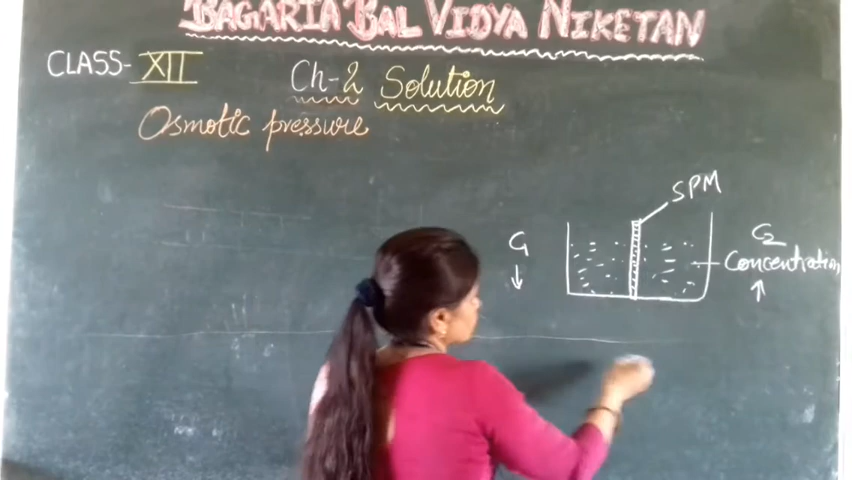 BAGARIA BAL VIDYA NIKETAN
CLASS- XII
Ch-2 Solution
Osmotic pressure
SPM
C1
↓
C2
Concentration
↑